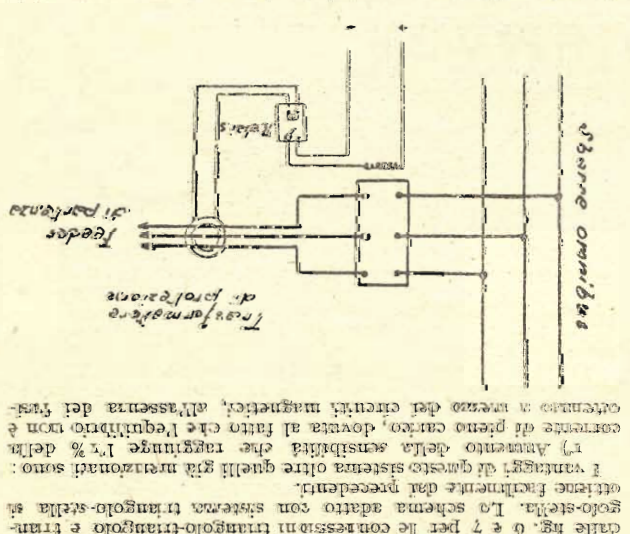 dalle fig. 6 e 7 per le connessioni triangolo-triangolo e trian-
golo-stella. Lo schema adatto con sistema triangolo-stella si
ottiene facilmente dai precedenti.
I vantaggi di questo sistema oltre quelli già menzionati sono :
1°) Aumento della sensibilità che raggiunge l'1% della
corrente di pieno carico, dovuta al fatto che l'equilibrio non è
ottenuto a mezzo dei circuiti magnetici, all'assenza dei fusi-
Sbarre omnibus
Trasformatore
di protezione
Feeder
di partenza
Relais